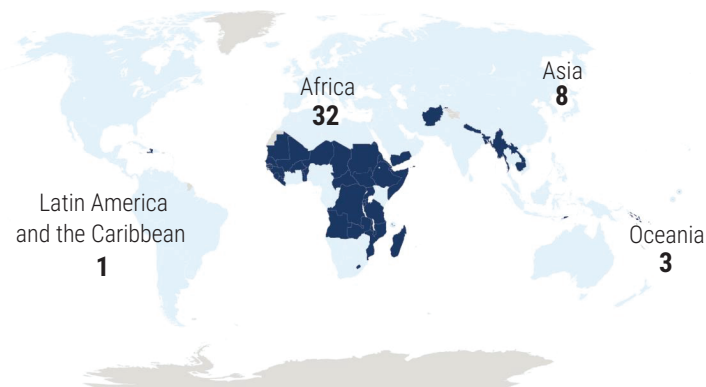 Africa
32
Asia
8
Latin America
and the Caribbean
1
Oceania
3